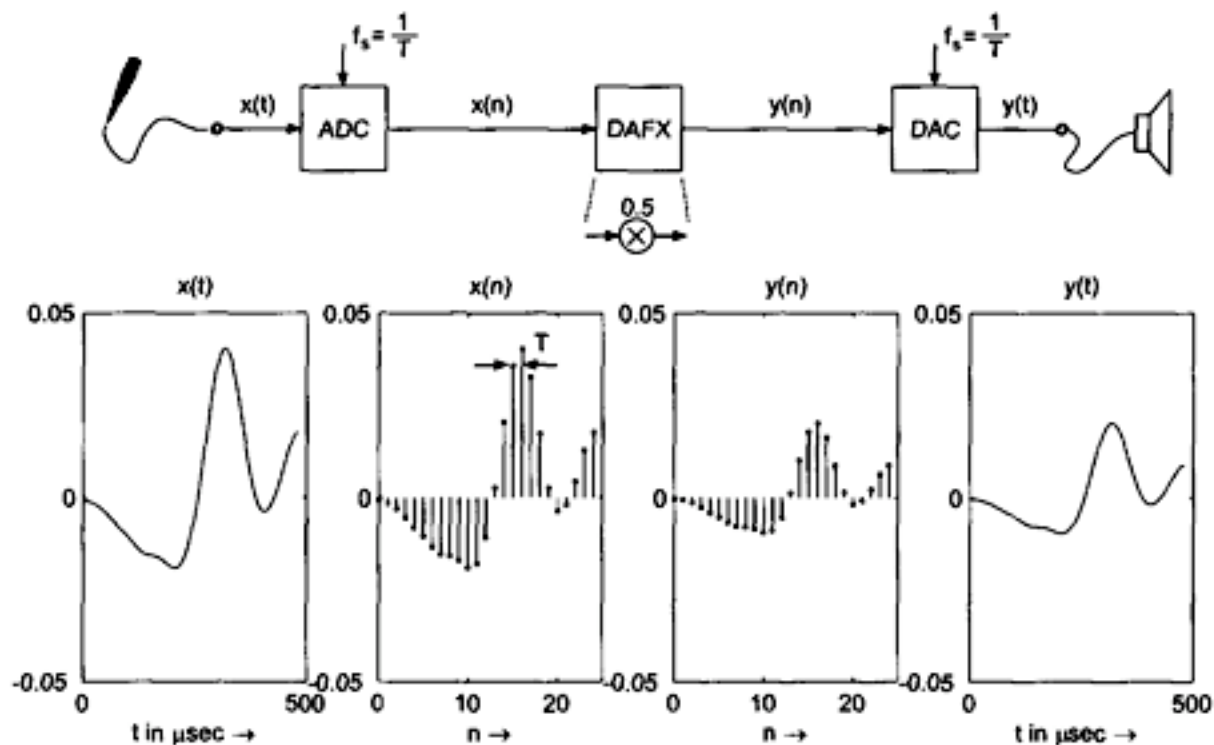 f_s = 1/T
f_s = 1/T
x(t)
ADC
x(n)
DAFX
y(n)
DAC
y(t)
0.5
x(t)
x(n)
y(n)
y(t)
0.05
0.05
0.05
0.05
T
0
0
0
0
-0.05
-0.05
-0.05
-0.05
0
500
0
10
20
0
10
20
0
500
t in μsec →
n →
n →
t in μsec →